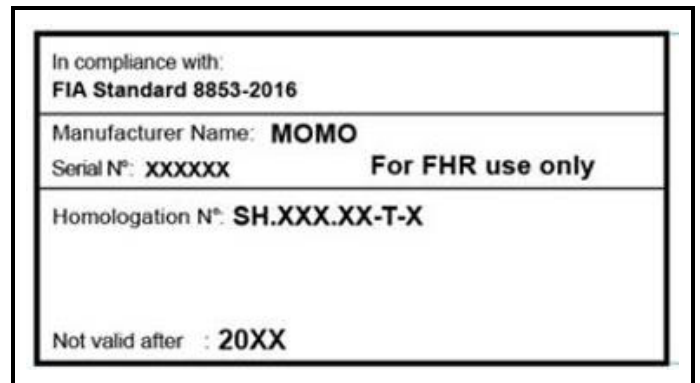 In compliance with:
FIA Standard 8853-2016
Manufacturer Name: MOMO
Serial N°: XXXXXX For FHR use only
Homologation N°: SH.XXX.XX-T-X
Not valid after : 20XX